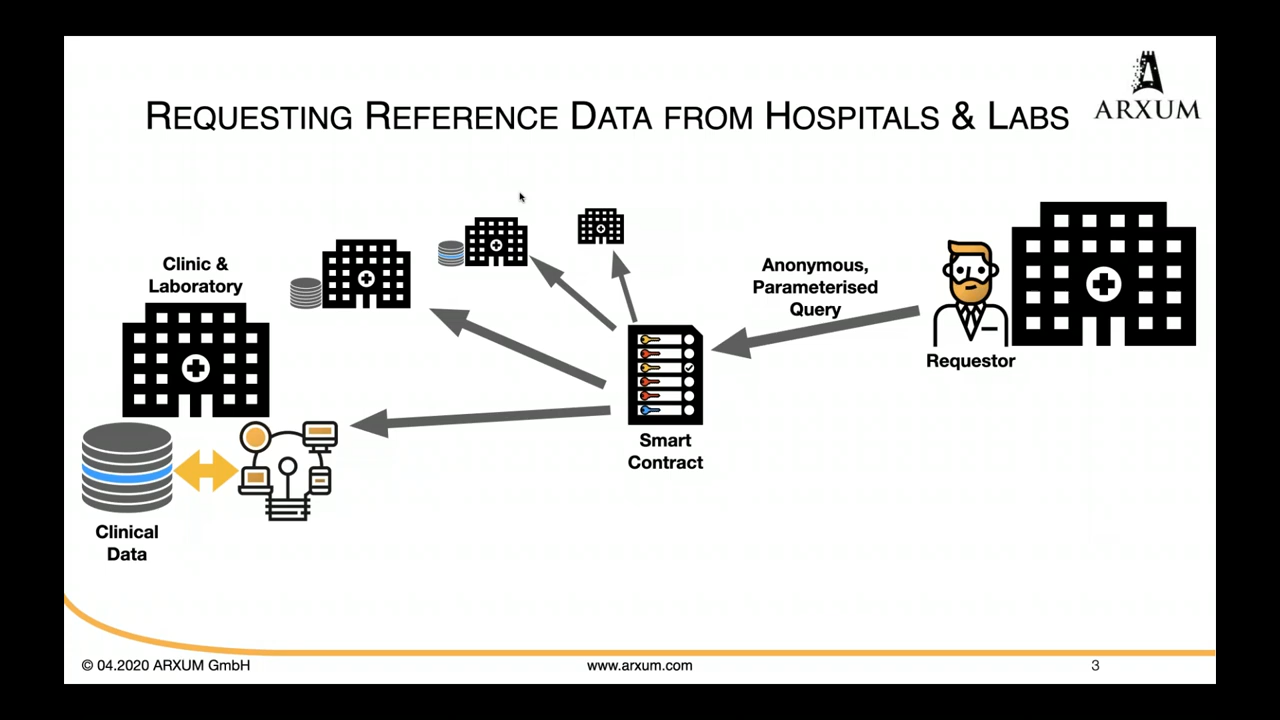 REQUESTING REFERENCE DATA FROM HOSPITALS & LABS
ARXUM
Clinic &
Laboratory
Anonymous,
Parameterised
Query
Requestor
Smart
Contract
Clinical
Data
© 04.2020 ARXUM GmbH
www.arxum.com
3